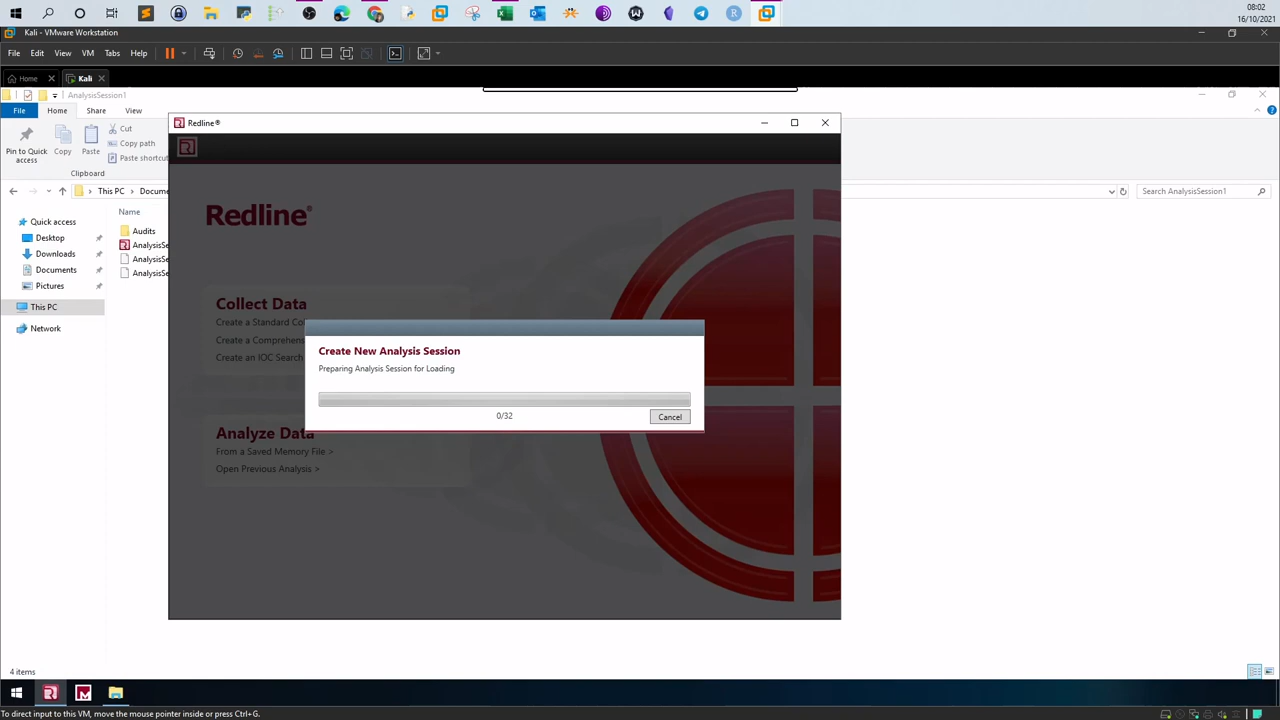 08:02
16/10/2021
Kali - VMware Workstation
File Edit View VM Tabs Help
Home Kali
AnalysisSession1
File Home Share View
Pin to Quick access
Copy
Paste
Cut
Copy path
Paste shortcut
Clipboard
This PC Docume
Search AnalysisSession1
Quick access
Desktop
Downloads
Documents
Pictures
This PC
Network
Name
Audits
AnalysisSe
AnalysisSe
AnalysisSe
Redline®
Redline®
Collect Data
Create a Standard Co
Create a Comprehens
Create an IOC Search
Analyze Data
From a Saved Memory File >
Open Previous Analysis >
Create New Analysis Session
Preparing Analysis Session for Loading
0/32
Cancel
4 items
To direct input to this VM, move the mouse pointer inside or press Ctrl+G.